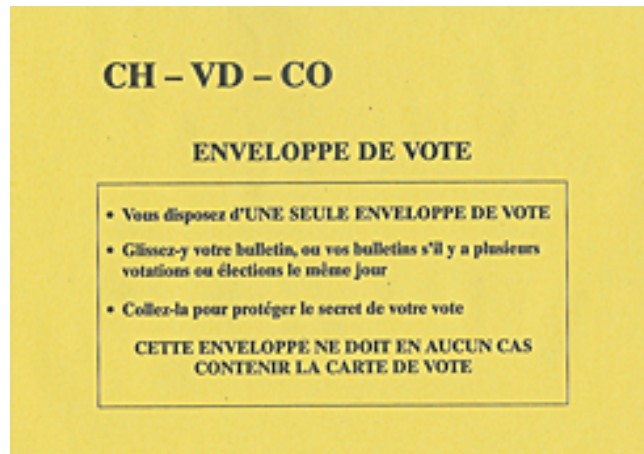 CH – VD – CO
ENVELOPPE DE VOTE
• Vous disposez d'UNE SEULE ENVELOPPE DE VOTE
• Glissez-y votre bulletin, ou vos bulletins s'il y a plusieurs
votations ou élections le même jour
• Collez-la pour protéger le secret de votre vote
CETTE ENVELOPPE NE DOIT EN AUCUN CAS
CONTENIR LA CARTE DE VOTE